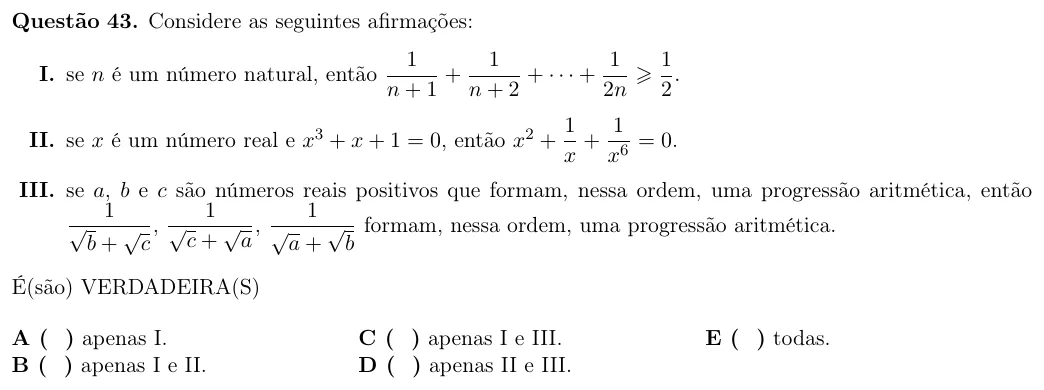 Questão 43. Considere as seguintes afirmações:
I. se n é um número natural, então 1/(n + 1) + 1/(n + 2) + ··· + 1/(2n) ⩾ 1/2.
II. se x é um número real e x³ + x + 1 = 0, então x² + 1/x + 1/x⁶ = 0.
III. se a, b e c são números reais positivos que formam, nessa ordem, uma progressão aritmética, então
1/(√b + √c), 1/(√c + √a), 1/(√a + √b) formam, nessa ordem, uma progressão aritmética.
É(são) VERDADEIRA(S)
A ( ) apenas I. C ( ) apenas I e III. E ( ) todas.
B ( ) apenas I e II. D ( ) apenas II e III.